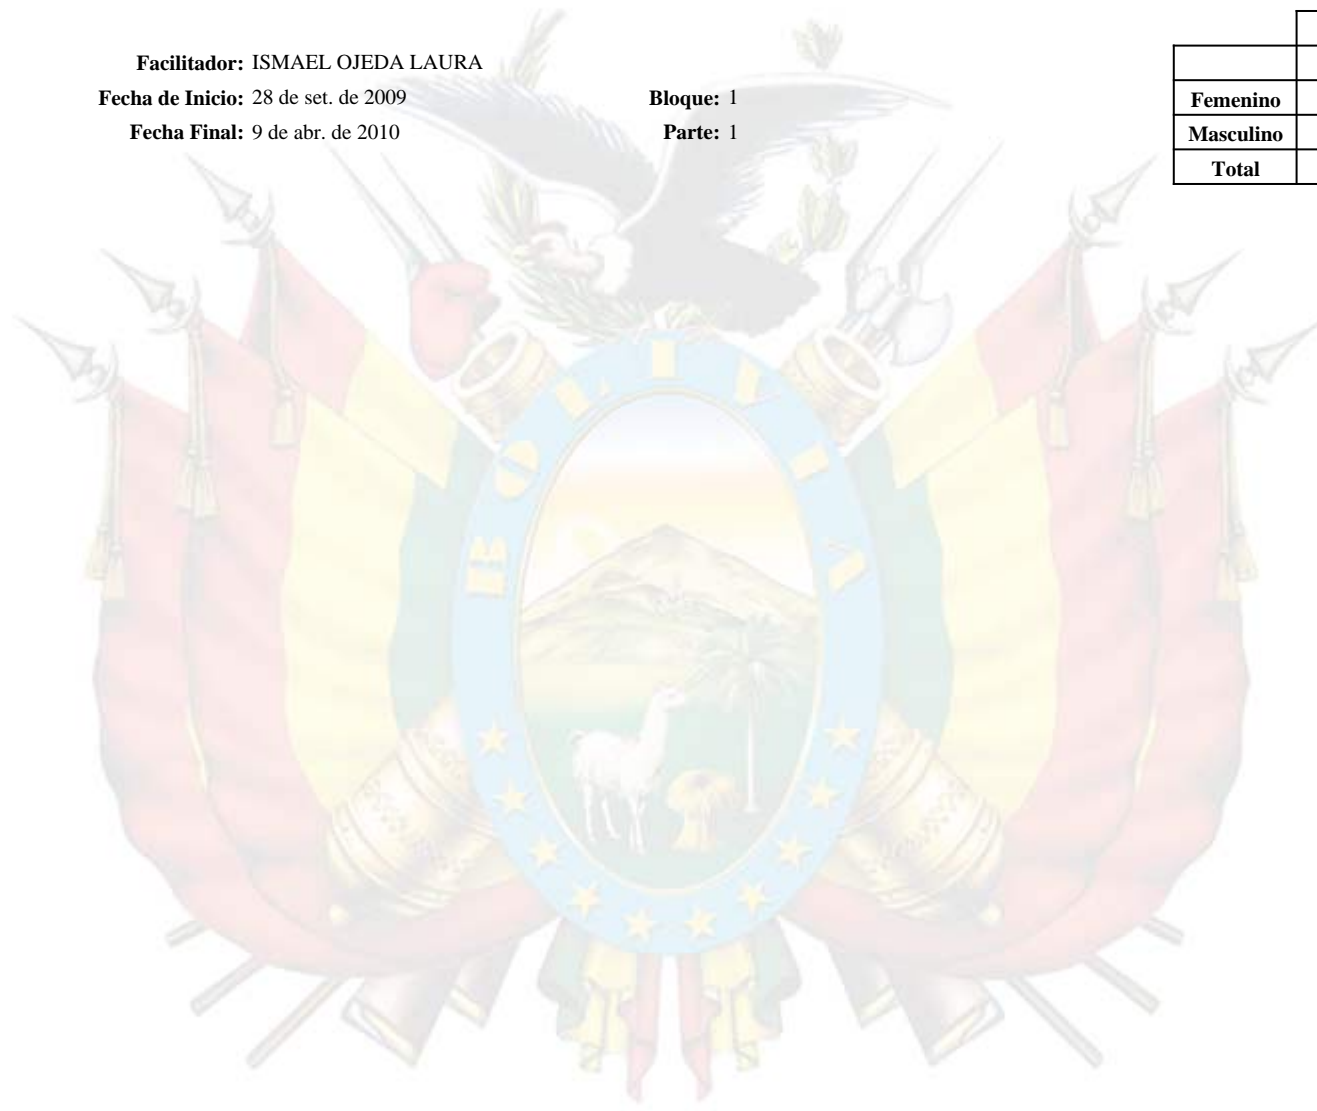 Facilitador: ISMAEL OJEDA LAURA
Fecha de Inicio: 28 de set. de 2009 Bloque: 1
Fecha Final: 9 de abr. de 2010 Parte: 1
Femenino
Masculino
Total
BOLIVIA